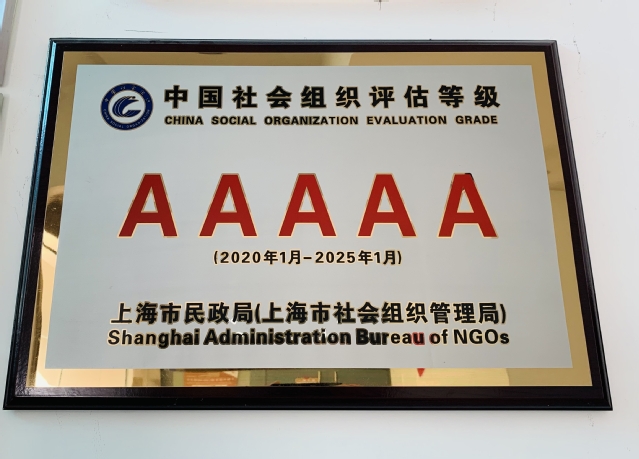 中国社会组织评估等级
CHINA SOCIAL ORGANIZATION EVALUATION GRADE
AAAAA
(2020年1月-2025年1月)
上海市民政局(上海市社会组织管理局)
Shanghai Administration Bureau of NGOs